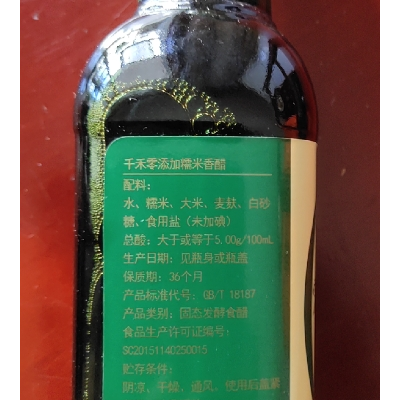 千禾零添加糯米香醋
配料:
水、糯米、大米、麦麸、白砂
糖、食用盐(未加碘)
总酸:大于或等于5.00g/100mL
生产日期:见瓶身或瓶盖
保质期:36个月
产品标准代号:GB/T 18187
产品类别:固态发酵食醋
食品生产许可证编号:
SC20151140250015
贮存条件:
阴凉、干燥、通风,使用后盖紧